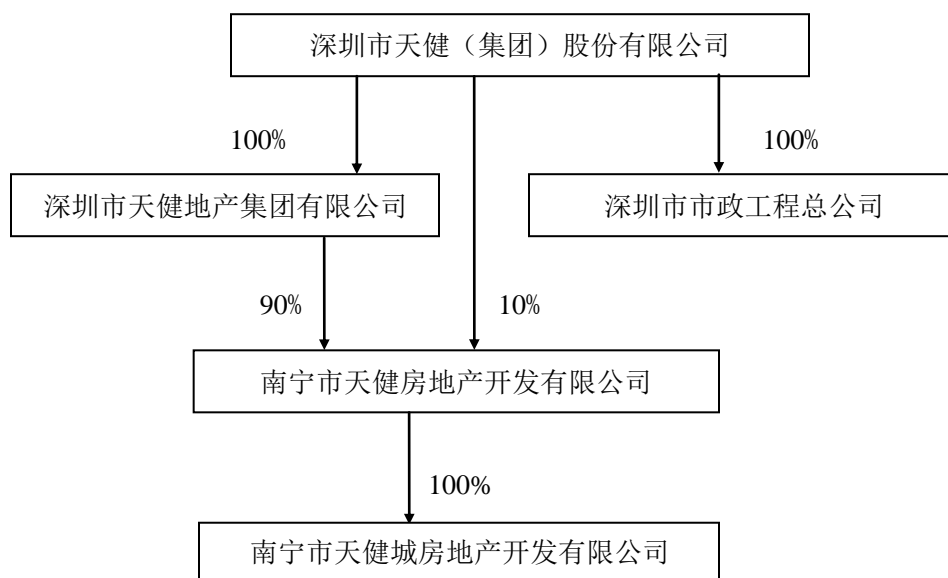 深圳市天健（集团）股份有限公司
100%
100%
深圳市天健地产集团有限公司
深圳市市政工程总公司
90%
10%
南宁市天健房地产开发有限公司
100%
南宁市天健城房地产开发有限公司